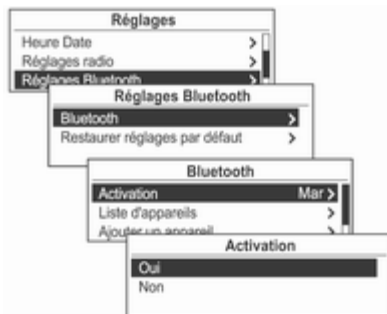 Réglages
Heure Date >
Réglages radio >
Réglages Bluetooth >
Réglages Bluetooth
Bluetooth >
Restaurer réglages par défaut >
Bluetooth
Activation Mar >
Liste d'appareils >
Ajouter un appareil >
Activation
Oui
Non